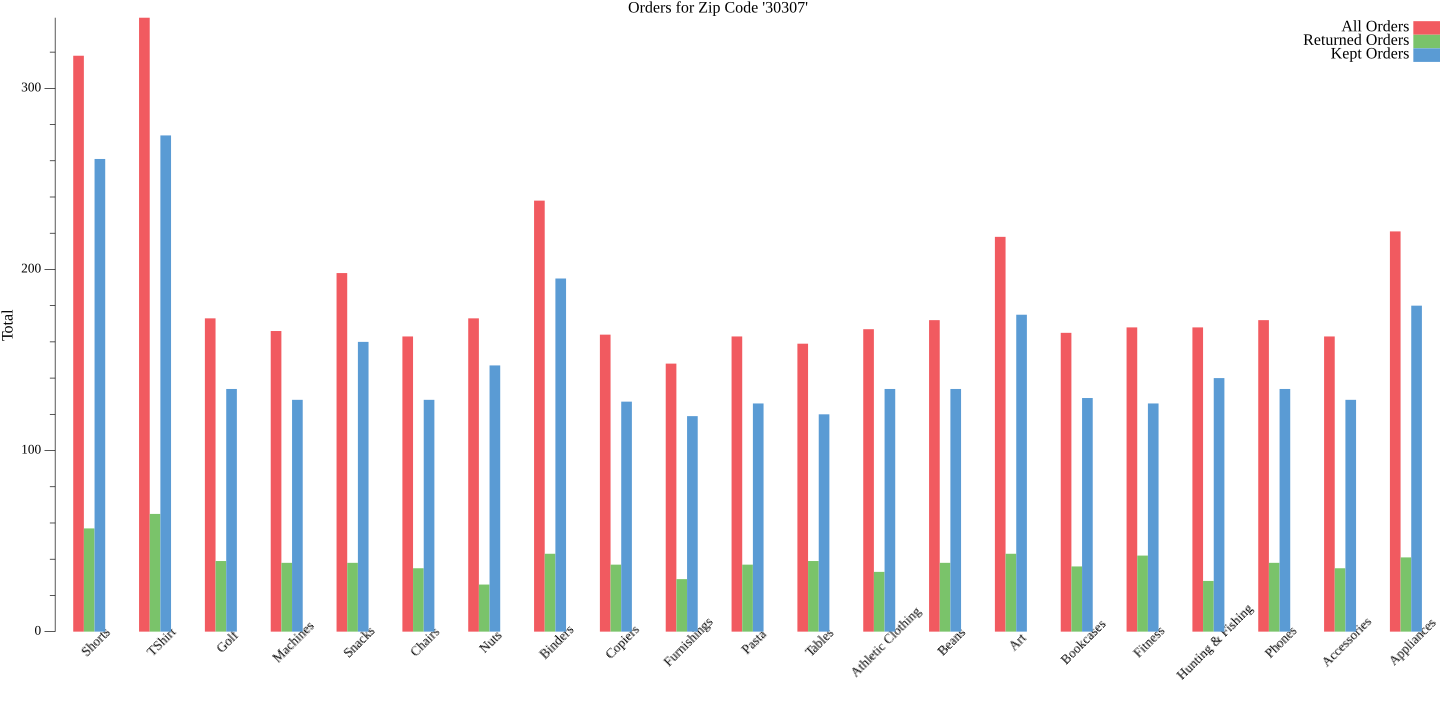 Orders for Zip Code '30307'
All Orders
Returned Orders
Kept Orders
Total
300
200
100
0
Shorts
TShirt
Golf
Machines
Snacks
Chairs
Nuts
Binders
Copiers
Furnishings
Pasta
Tables
Athletic Clothing
Beans
Art
Bookcases
Fitness
Hunting & Fishing
Phones
Accessories
Appliances